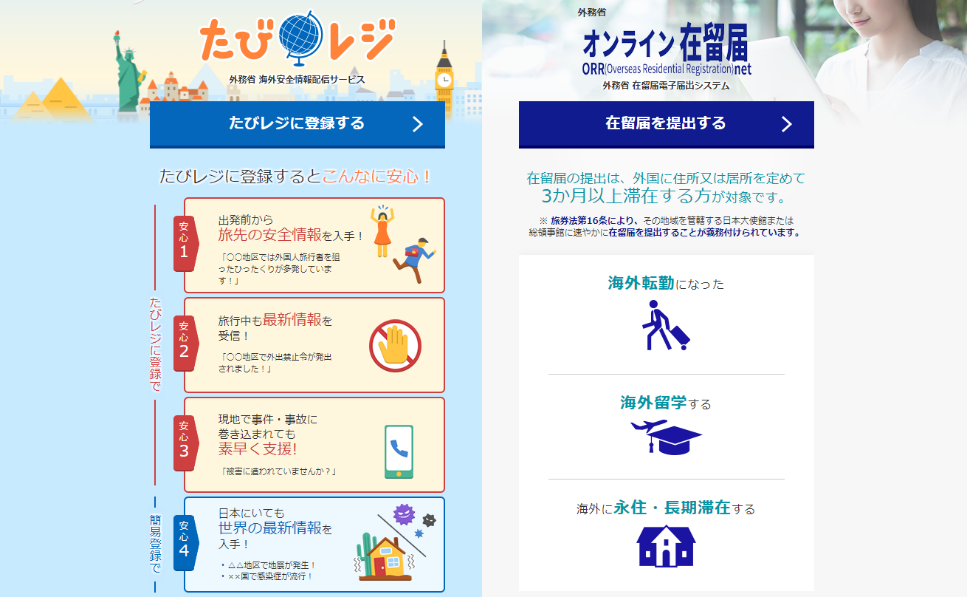 たびレジ
外務省 海外安全情報配信サービス
たびレジに登録する
たびレジに登録するとこんなに安心！
たびレジに登録で
安心1
出発前から
旅先の安全情報を入手！
「〇〇地区では外国人旅行者を狙
ったひったくりが多発していま
す！」
安心2
旅行中も最新情報を
受信！
「〇〇地区で外出禁止令が発出
されました！」
安心3
現地で事件・事故に
巻き込まれても
素早く支援!
「被害に遭われていませんか？」
簡易登録で
安心4
日本にいても
世界の最新情報を
入手！
・△△地区で地震が発生！
・××国で感染症が流行！
外務省
オンライン在留届
ORR(Overseas Residential Registration)net
外務省 在留届電子届出システム
在留届を提出する
在留届の提出は、外国に住所又は居所を定めて
3か月以上滞在する方が対象です。
※ 旅券法第16条により、その地域を管轄する日本大使館または
総領事館に速やかに在留届を提出することが義務付けられています。
海外転勤になった
海外留学する
海外に永住・長期滞在する